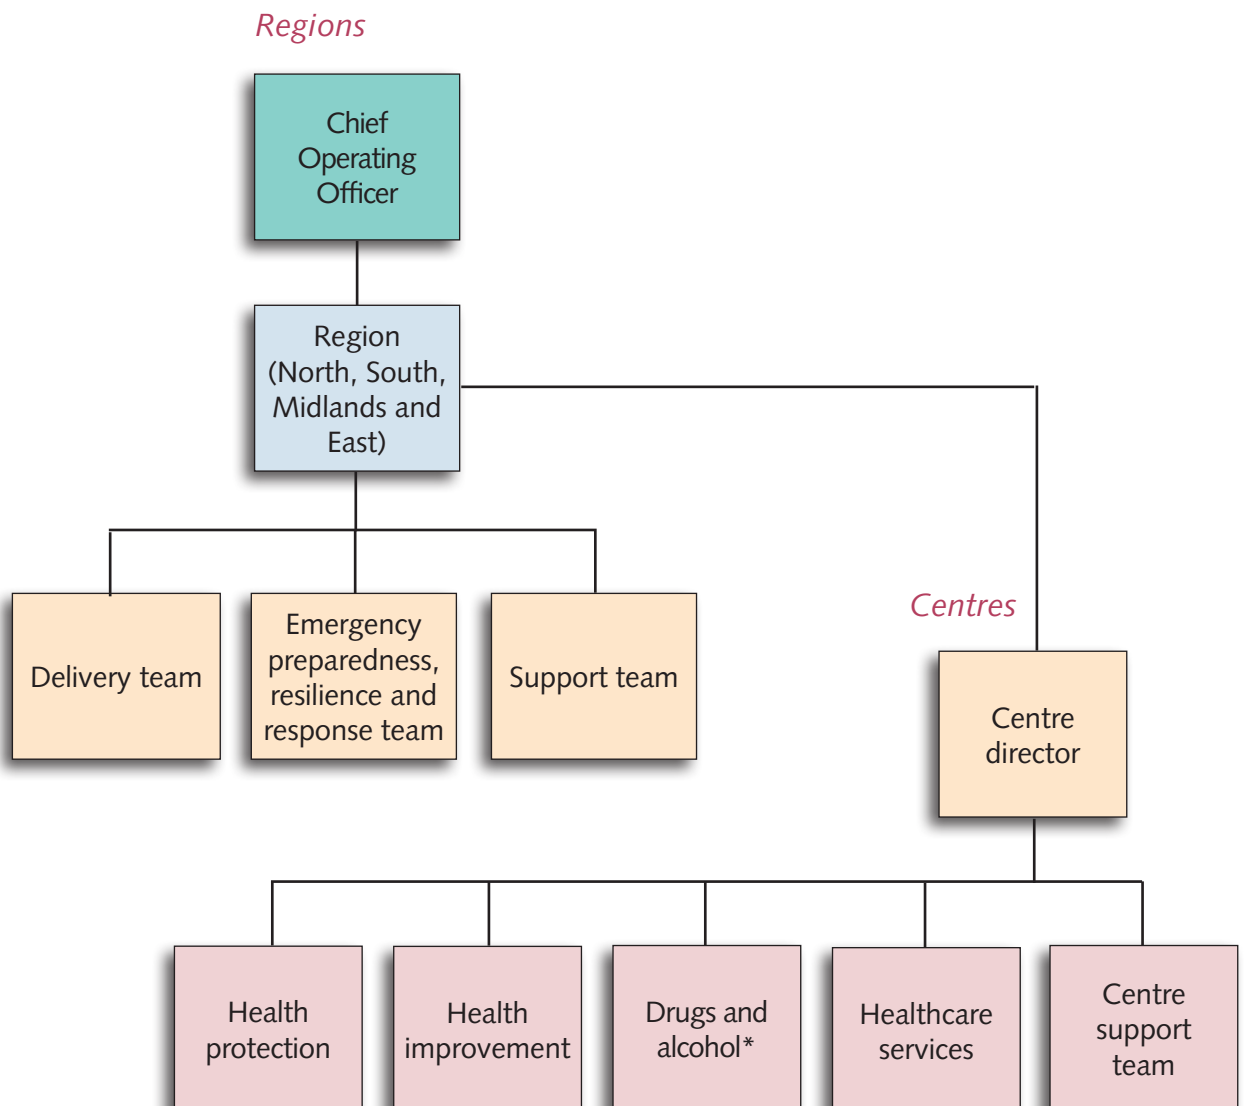 Regions
Chief
Operating
Officer
Region
(North, South,
Midlands and
East)
Delivery team
Emergency
preparedness,
resilience and
response team
Support team
Centres
Centre
director
Health
protection
Health
improvement
Drugs and
alcohol*
Healthcare
services
Centre
support
team